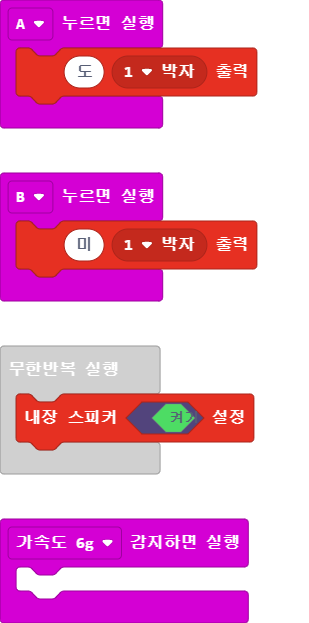 A 누르면 실행
도 1 박자 출력
B 누르면 실행
미 1 박자 출력
무한반복 실행
내장 스피커 켜기 설정
가속도 6g 감지하면 실행